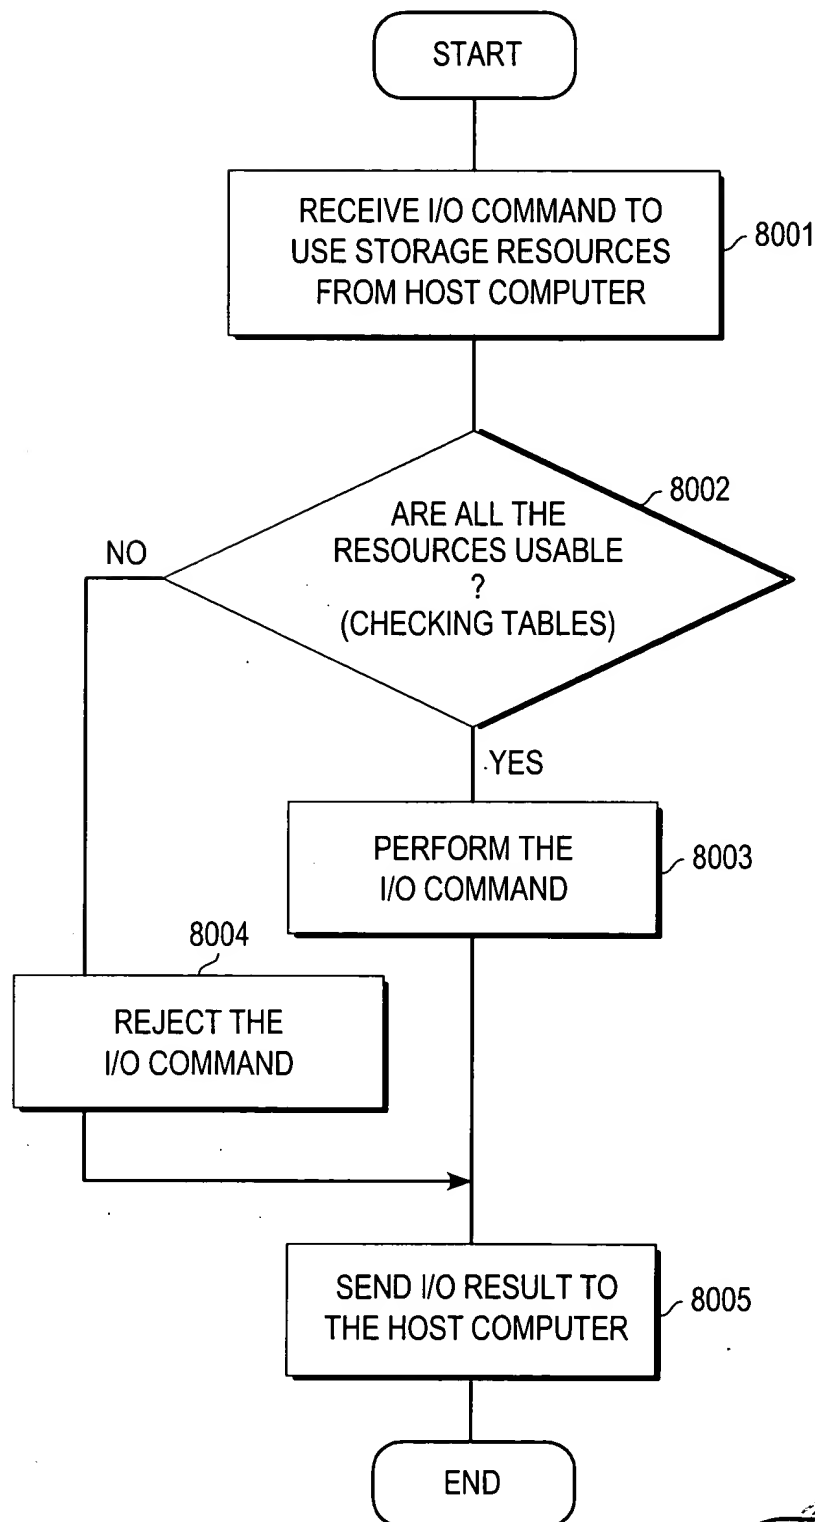 START
RECEIVE I/O COMMAND TO
USE STORAGE RESOURCES
FROM HOST COMPUTER
8001
8002
ARE ALL THE
RESOURCES USABLE
?
(CHECKING TABLES)
NO
YES
PERFORM THE
I/O COMMAND
8003
8004
REJECT THE
I/O COMMAND
SEND I/O RESULT TO
THE HOST COMPUTER
8005
END